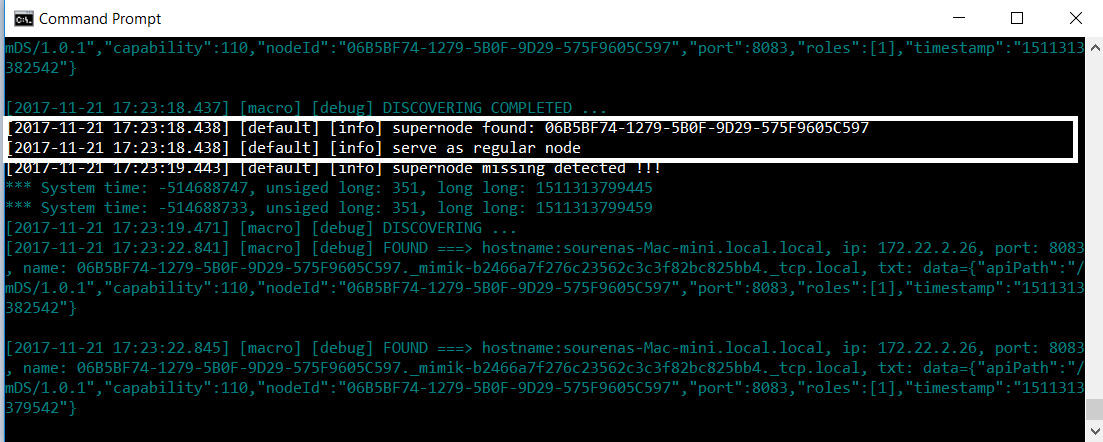 Command Prompt
mDS/1.0.1","capability":110,"nodeId":"06B5BF74-1279-5B0F-9D29-575F9605C597","port":8083,"roles":[1],"timestamp":"1511313
382542"}
[2017-11-21 17:23:18.437] [macro] [debug] DISCOVERING COMPLETED ...
[2017-11-21 17:23:18.438] [default] [info] supernode found: 06B5BF74-1279-5B0F-9D29-575F9605C597
[2017-11-21 17:23:18.438] [default] [info] serve as regular node
[2017-11-21 17:23:19.443] [default] [info] supernode missing detected !!!
*** System time: -514688747, unsiged long: 351, long long: 1511313799445
*** System time: -514688733, unsiged long: 351, long long: 1511313799459
[2017-11-21 17:23:19.471] [macro] [debug] DISCOVERING ...
[2017-11-21 17:23:22.841] [macro] [debug] FOUND ===> hostname:sourenas-Mac-mini.local.local, ip: 172.22.2.26, port: 8083
, name: 06B5BF74-1279-5B0F-9D29-575F9605C597._mimik-b2466a7f276c23562c3c3f82bc825bb4._tcp.local, txt: data={"apiPath":"/
mDS/1.0.1","capability":110,"nodeId":"06B5BF74-1279-5B0F-9D29-575F9605C597","port":8083,"roles":[1],"timestamp":"1511313
382542"}
[2017-11-21 17:23:22.845] [macro] [debug] FOUND ===> hostname:sourenas-Mac-mini.local.local, ip: 172.22.2.26, port: 8083
, name: 06B5BF74-1279-5B0F-9D29-575F9605C597._mimik-b2466a7f276c23562c3c3f82bc825bb4._tcp.local, txt: data={"apiPath":"/
mDS/1.0.1","capability":110,"nodeId":"06B5BF74-1279-5B0F-9D29-575F9605C597","port":8083,"roles":[1],"timestamp":"1511313
379542"}